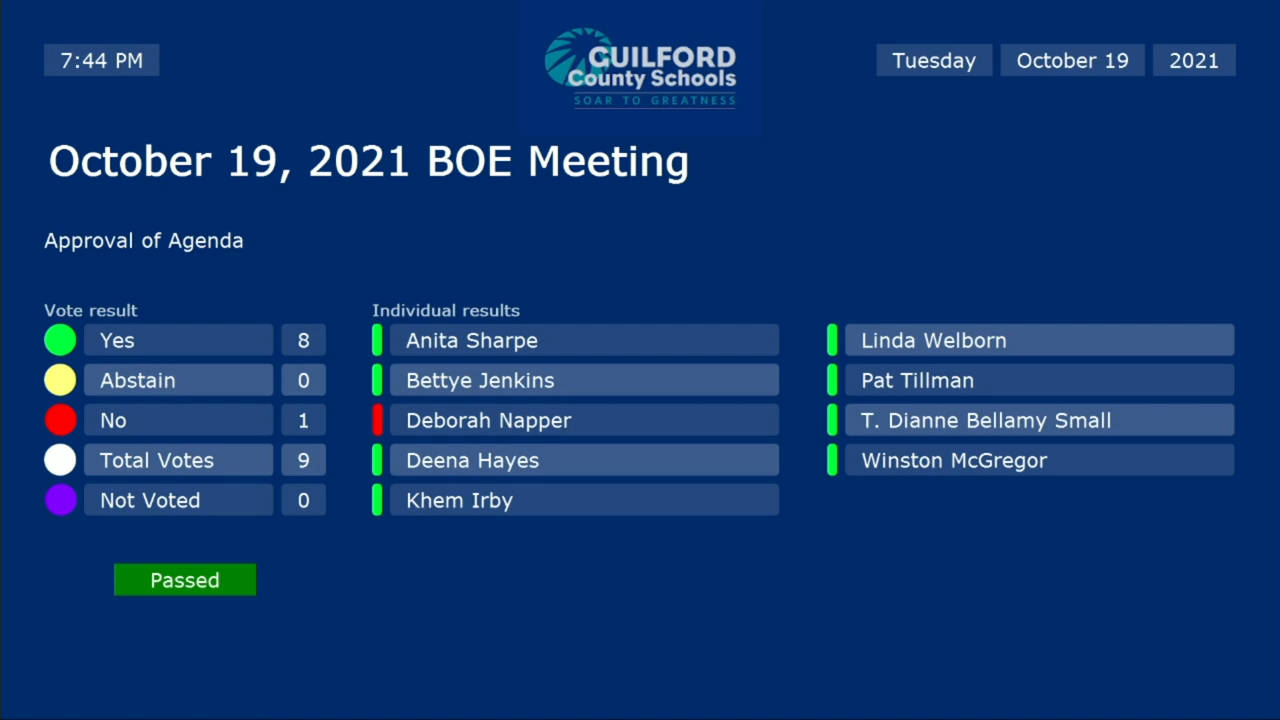 7:44 PM
GUILFORD
County Schools
SOAR TO GREATNESS
Tuesday October 19 2021
October 19, 2021 BOE Meeting
Approval of Agenda
Vote result
Yes 8
Abstain 0
No 1
Total Votes 9
Not Voted 0
Passed
Individual results
Anita Sharpe
Bettye Jenkins
Deborah Napper
Deena Hayes
Khem Irby
Linda Welborn
Pat Tillman
T. Dianne Bellamy Small
Winston McGregor